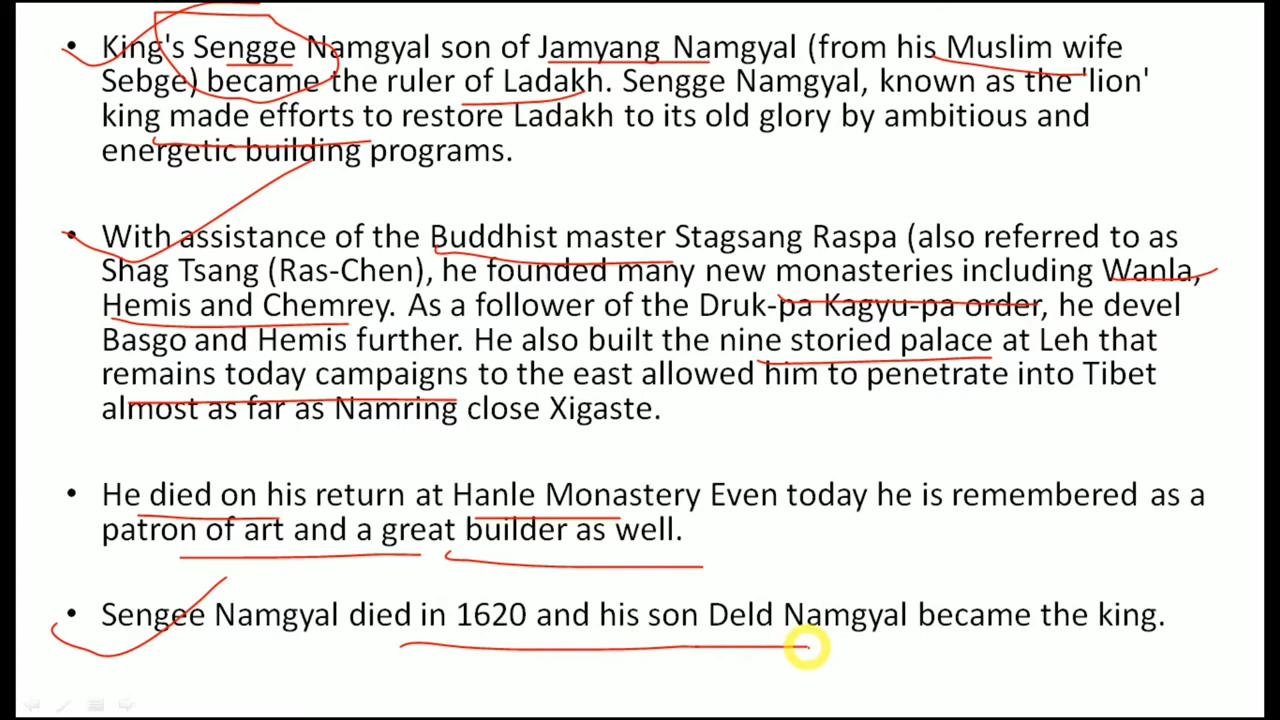 • King's Sengge Namgyal son of Jamyang Namgyal (from his Muslim wife
Sebge) became the ruler of Ladakh. Sengge Namgyal, known as the 'lion'
king made efforts to restore Ladakh to its old glory by ambitious and
energetic building programs.
• With assistance of the Buddhist master Stagsang Raspa (also referred to as
Shag Tsang (Ras-Chen), he founded many new monasteries including Wanla,
Hemis and Chemrey. As a follower of the Druk-pa Kagyu-pa order, he devel
Basgo and Hemis further. He also built the nine storied palace at Leh that
remains today campaigns to the east allowed him to penetrate into Tibet
almost as far as Namring close Xigaste.
• He died on his return at Hanle Monastery Even today he is remembered as a
patron of art and a great builder as well.
• Sengee Namgyal died in 1620 and his son Deld Namgyal became the king.